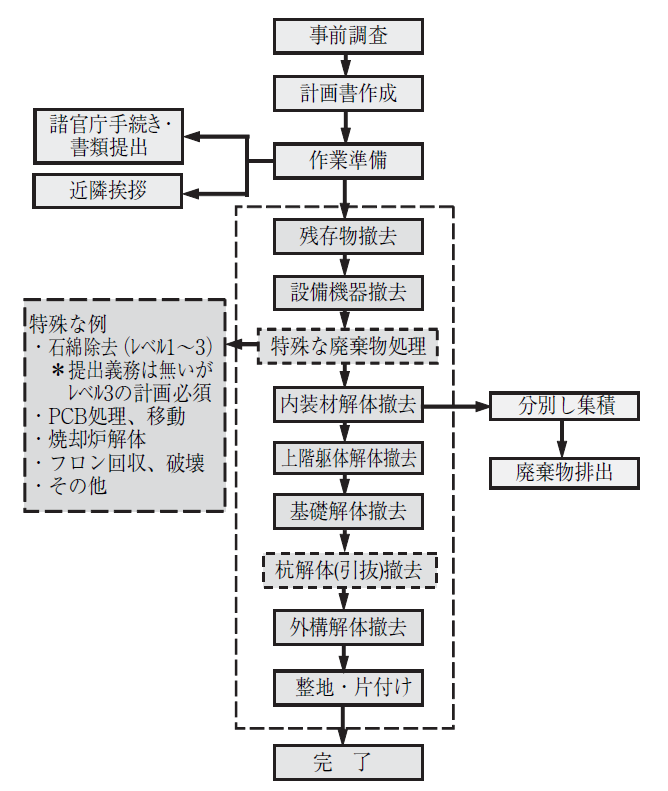 事前調査
計画書作成
諸官庁手続き・
書類提出
作業準備
近隣挨拶
残存物撤去
設備機器撤去
特殊な例
・石綿除去(ﾚﾍﾞﾙ1～3)
＊提出義務は無いが
ﾚﾍﾞﾙ3の計画必須
・PCB処理、移動
・焼却炉解体
・フロン回収、破壊
・その他
特殊な廃棄物処理
内装材解体撤去
分別し集積
廃棄物排出
上階躯体解体撤去
基礎解体撤去
杭解体(引抜)撤去
外構解体撤去
整地・片付け
完　了